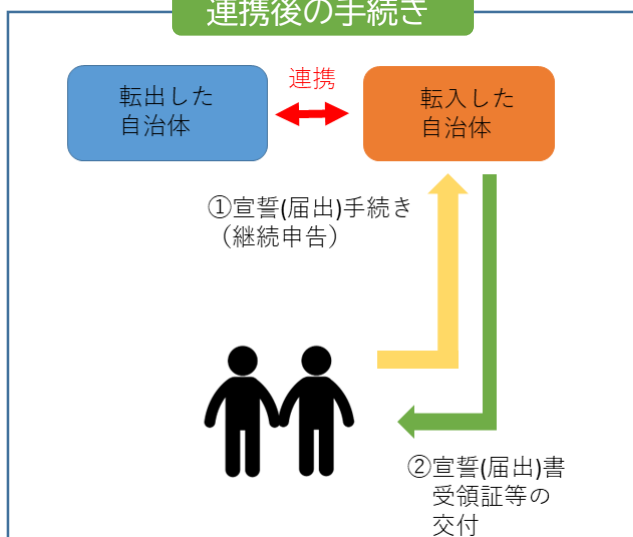 連携後の手続き
転出した
自治体
連携
転入した
自治体
①宣誓(届出)手続き
（継続申告）
②宣誓(届出)書
受領証等の
交付